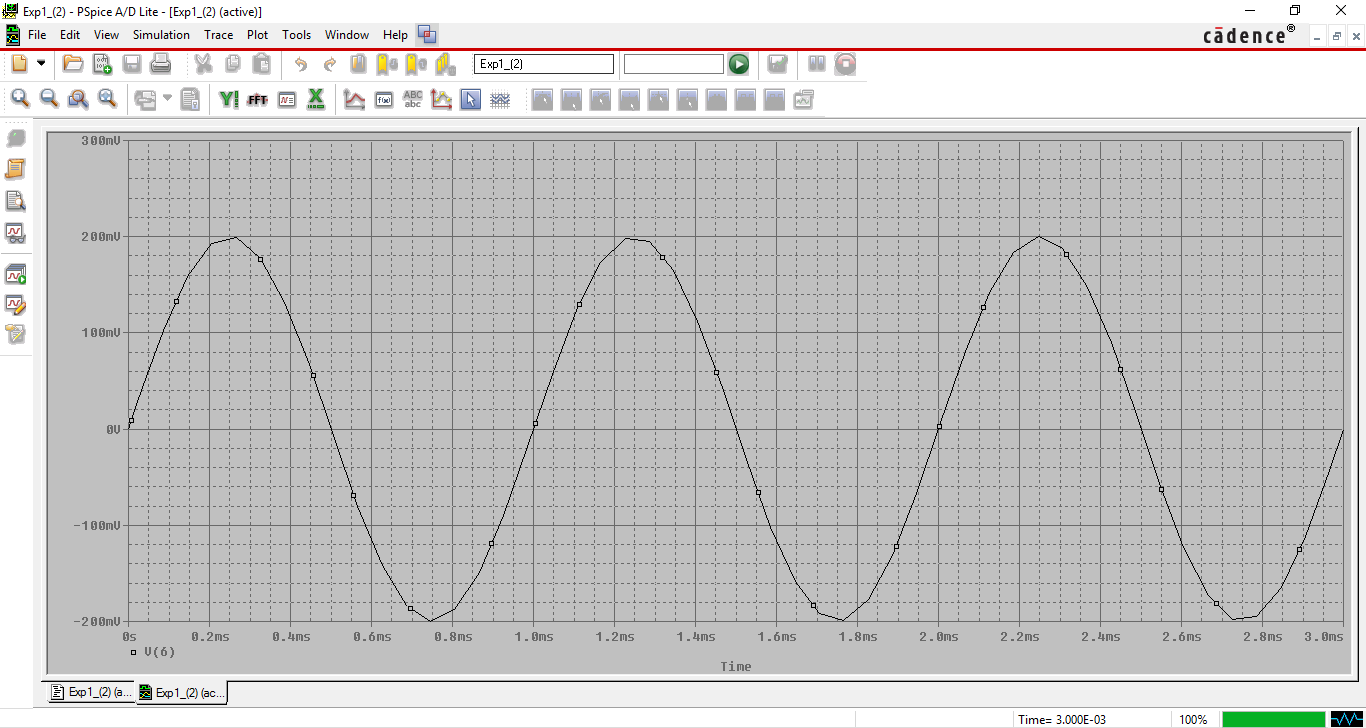 Exp1_(2) - PSpice A/D Lite - [Exp1_(2) (active)]
File Edit View Simulation Trace Plot Tools Window Help
cādence®
Exp1_(2)
FFT
ABC
abc
300mV
200mV
100mV
0V
-100mV
-200mV
0s 0.2ms 0.4ms 0.6ms 0.8ms 1.0ms 1.2ms 1.4ms 1.6ms 1.8ms 2.0ms 2.2ms 2.4ms 2.6ms 2.8ms 3.0ms
V(6)
Time
Exp1_(2) (a... Exp1_(2) (ac...
Time= 3.000E-03 100%